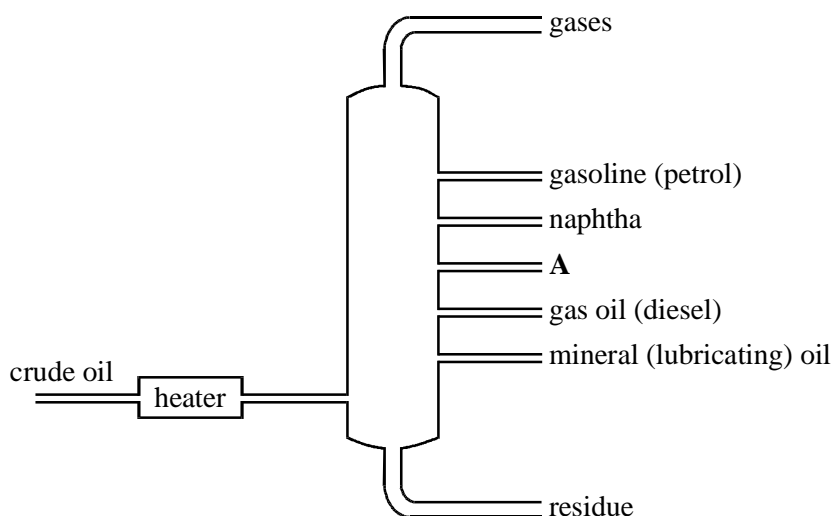 gases
gasoline (petrol)
naphtha
A
gas oil (diesel)
mineral (lubricating) oil
crude oil
heater
residue